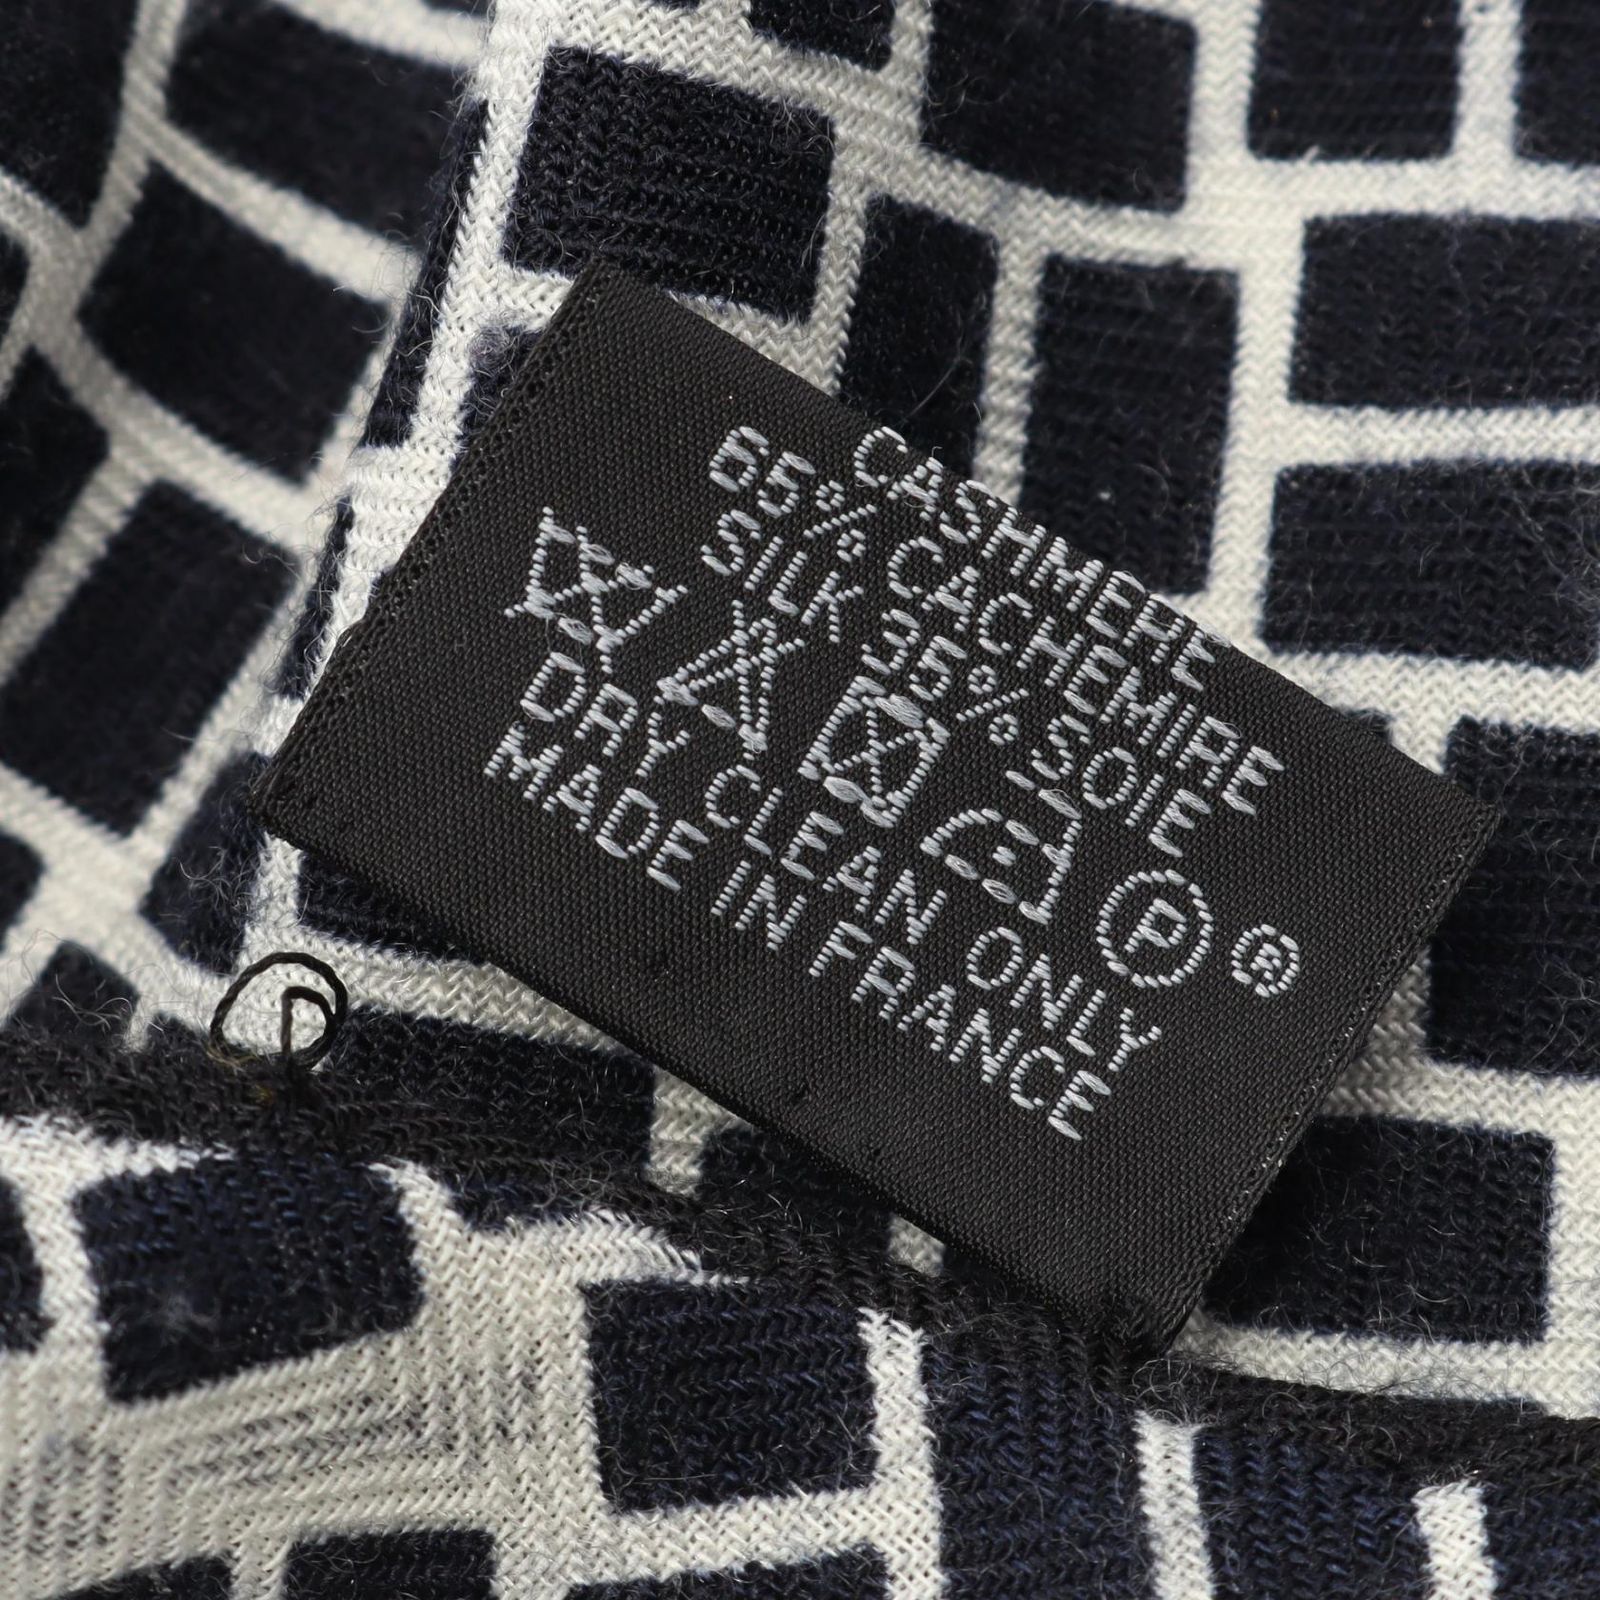 CASHMERE
65% CACHEMIRE
SILK 35% SOIE
P ®
DRY CLEAN ONLY
MADE IN FRANCE